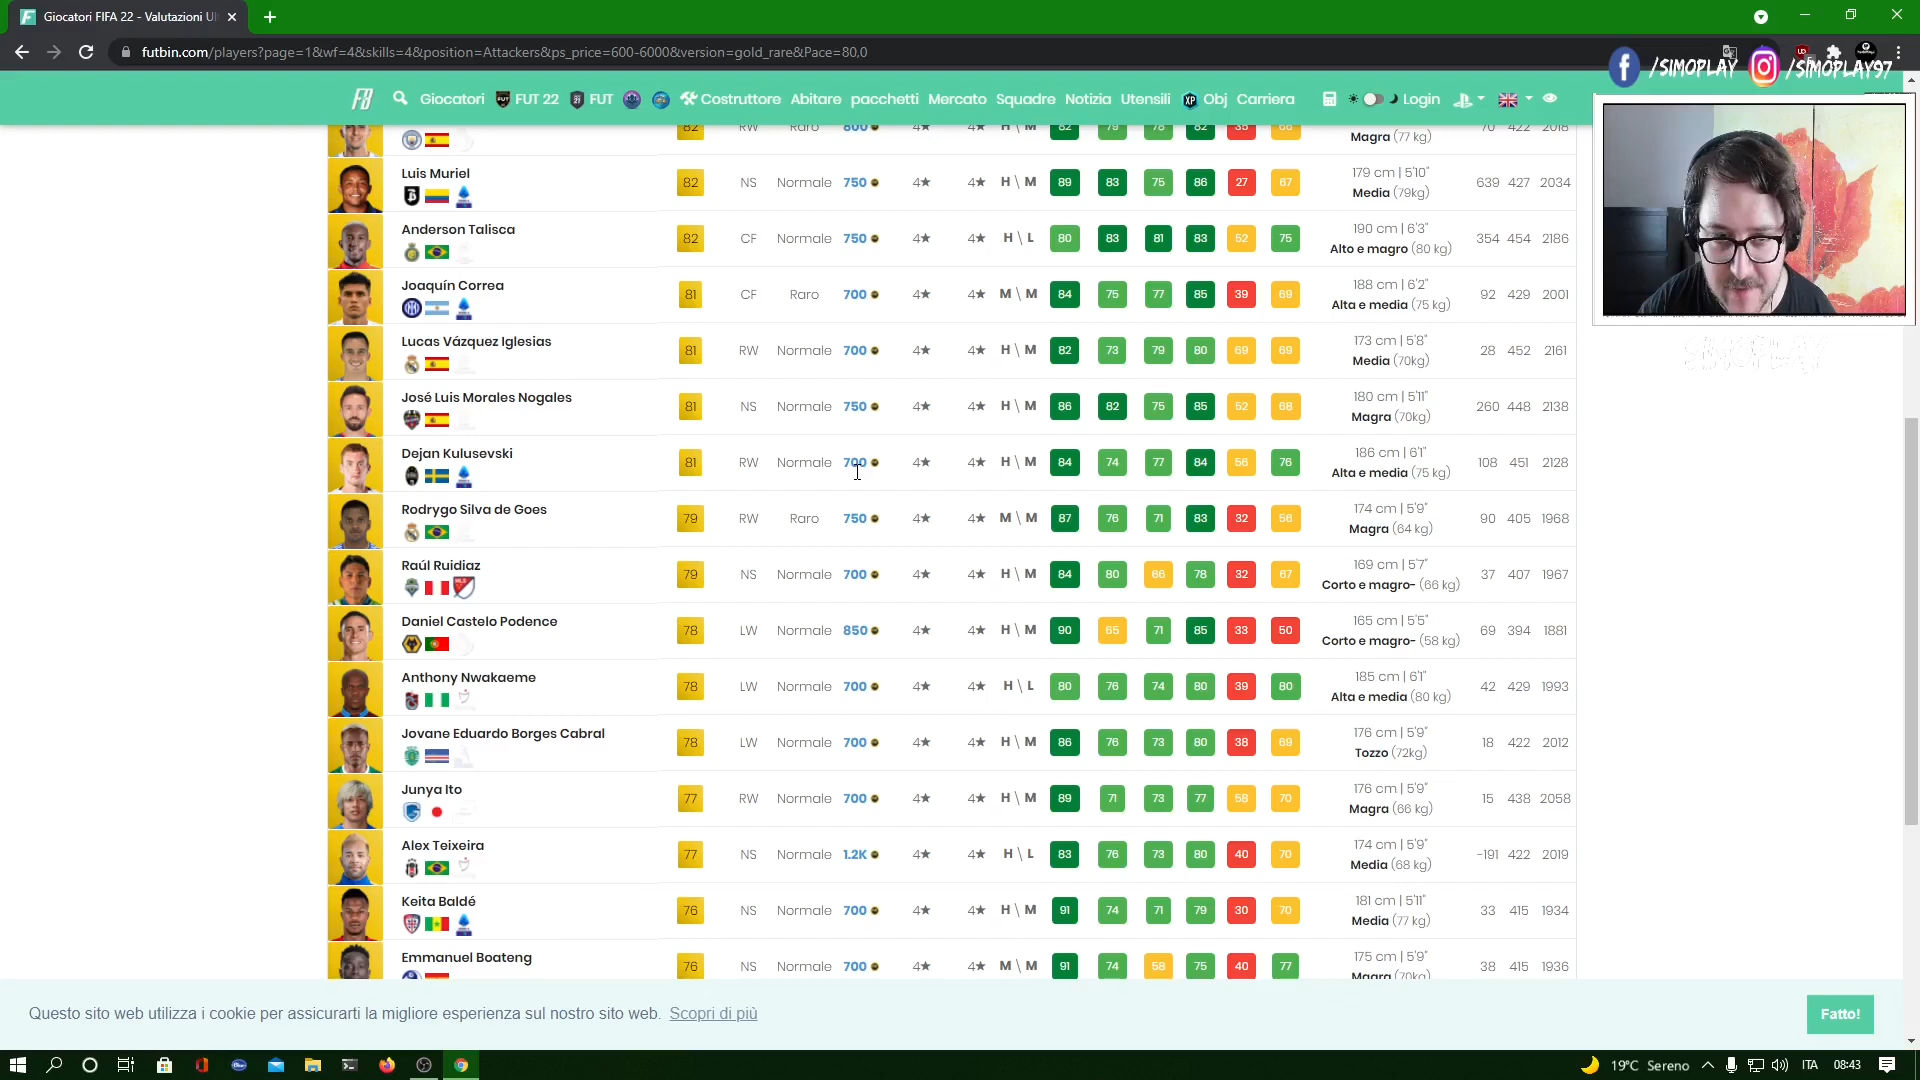 Giocatori FIFA 22 - Valutazioni Ul
futbin.com/players?page=1&wf=4&skills=4&position=Attackers&ps_price=600-6000&version=gold_rare&Pace=80,0
/SIMOPLAY /SIMOPLAY97
Giocatori FUT 22 FUT Costruttore Abitare pacchetti Mercato Squadre Notizia Utensili XP Obj Carriera Login
82 RW Raro 800 4★ 4★ H \ M 82 79 78 82 35 66 Magra (77 kg) 70 422 2018
Luis Muriel
82 NS Normale 750 4★ 4★ H \ M 89 83 75 86 27 67 179 cm | 5'10" 639 427 2034
Media (79kg)
Anderson Talisca
82 CF Normale 750 4★ 4★ H \ L 80 83 81 83 52 75 190 cm | 6'3" 354 454 2186
Alto e magro (80 kg)
Joaquín Correa
81 CF Raro 700 4★ 4★ M \ M 84 75 77 85 39 69 188 cm | 6'2" 92 429 2001
Alta e media (75 kg)
Lucas Vázquez Iglesias
81 RW Normale 700 4★ 4★ H \ M 82 73 79 80 69 69 173 cm | 5'8" 28 452 2161
Media (70kg)
José Luis Morales Nogales
81 NS Normale 750 4★ 4★ H \ M 86 82 75 85 52 68 180 cm | 5'11" 260 448 2138
Magra (70kg)
Dejan Kulusevski
81 RW Normale 700 4★ 4★ H \ M 84 74 77 84 56 76 186 cm | 6'1" 108 451 2128
Alta e media (75 kg)
Rodrygo Silva de Goes
79 RW Raro 750 4★ 4★ M \ M 87 76 71 83 32 56 174 cm | 5'9" 90 405 1968
Magra (64 kg)
Raúl Ruidiaz
79 NS Normale 700 4★ 4★ H \ M 84 80 66 78 32 67 169 cm | 5'7" 37 407 1967
Corto e magro- (66 kg)
Daniel Castelo Podence
78 LW Normale 850 4★ 4★ H \ M 90 65 71 85 33 50 165 cm | 5'5" 69 394 1881
Corto e magro- (58 kg)
Anthony Nwakaeme
78 LW Normale 700 4★ 4★ H \ L 80 76 74 80 39 80 185 cm | 6'1" 42 429 1993
Alta e media (80 kg)
Jovane Eduardo Borges Cabral
78 LW Normale 700 4★ 4★ H \ M 86 76 73 80 38 69 176 cm | 5'9" 18 422 2012
Tozzo (72kg)
Junya Ito
77 RW Normale 700 4★ 4★ H \ M 89 71 73 77 58 70 176 cm | 5'9" 15 438 2058
Magra (66 kg)
Alex Teixeira
77 NS Normale 1.2K 4★ 4★ H \ L 83 76 73 80 40 70 174 cm | 5'9" -191 422 2019
Media (68 kg)
Keita Baldé
76 NS Normale 700 4★ 4★ H \ M 91 74 71 79 30 70 181 cm | 5'11" 33 415 1934
Media (77 kg)
Emmanuel Boateng
76 NS Normale 700 4★ 4★ M \ M 91 74 58 75 40 77 175 cm | 5'9" 38 415 1936
Magra (70kg)
SIMOPLAY
Questo sito web utilizza i cookie per assicurarti la migliore esperienza sul nostro sito web. Scopri di più
Fatto!
19°C Sereno ITA 08:43